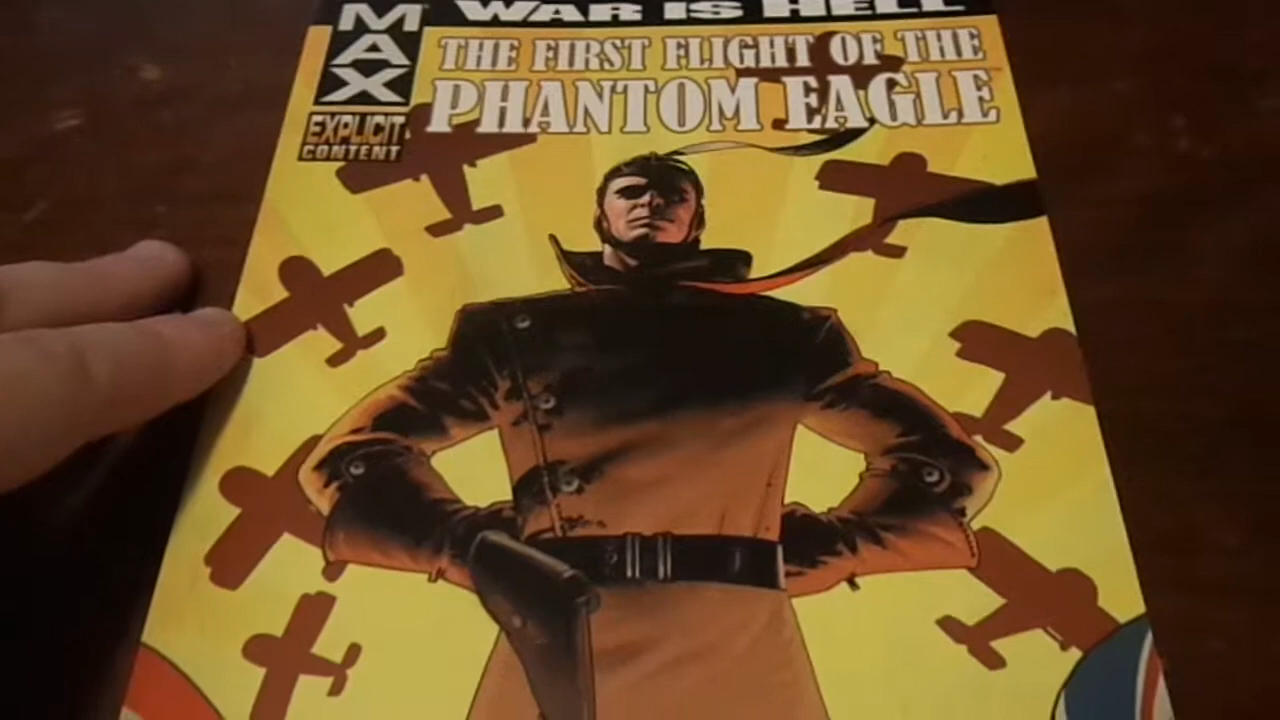 WAR IS HELL
MAX
THE FIRST FLIGHT OF THE
PHANTOM EAGLE
EXPLICIT
CONTENT